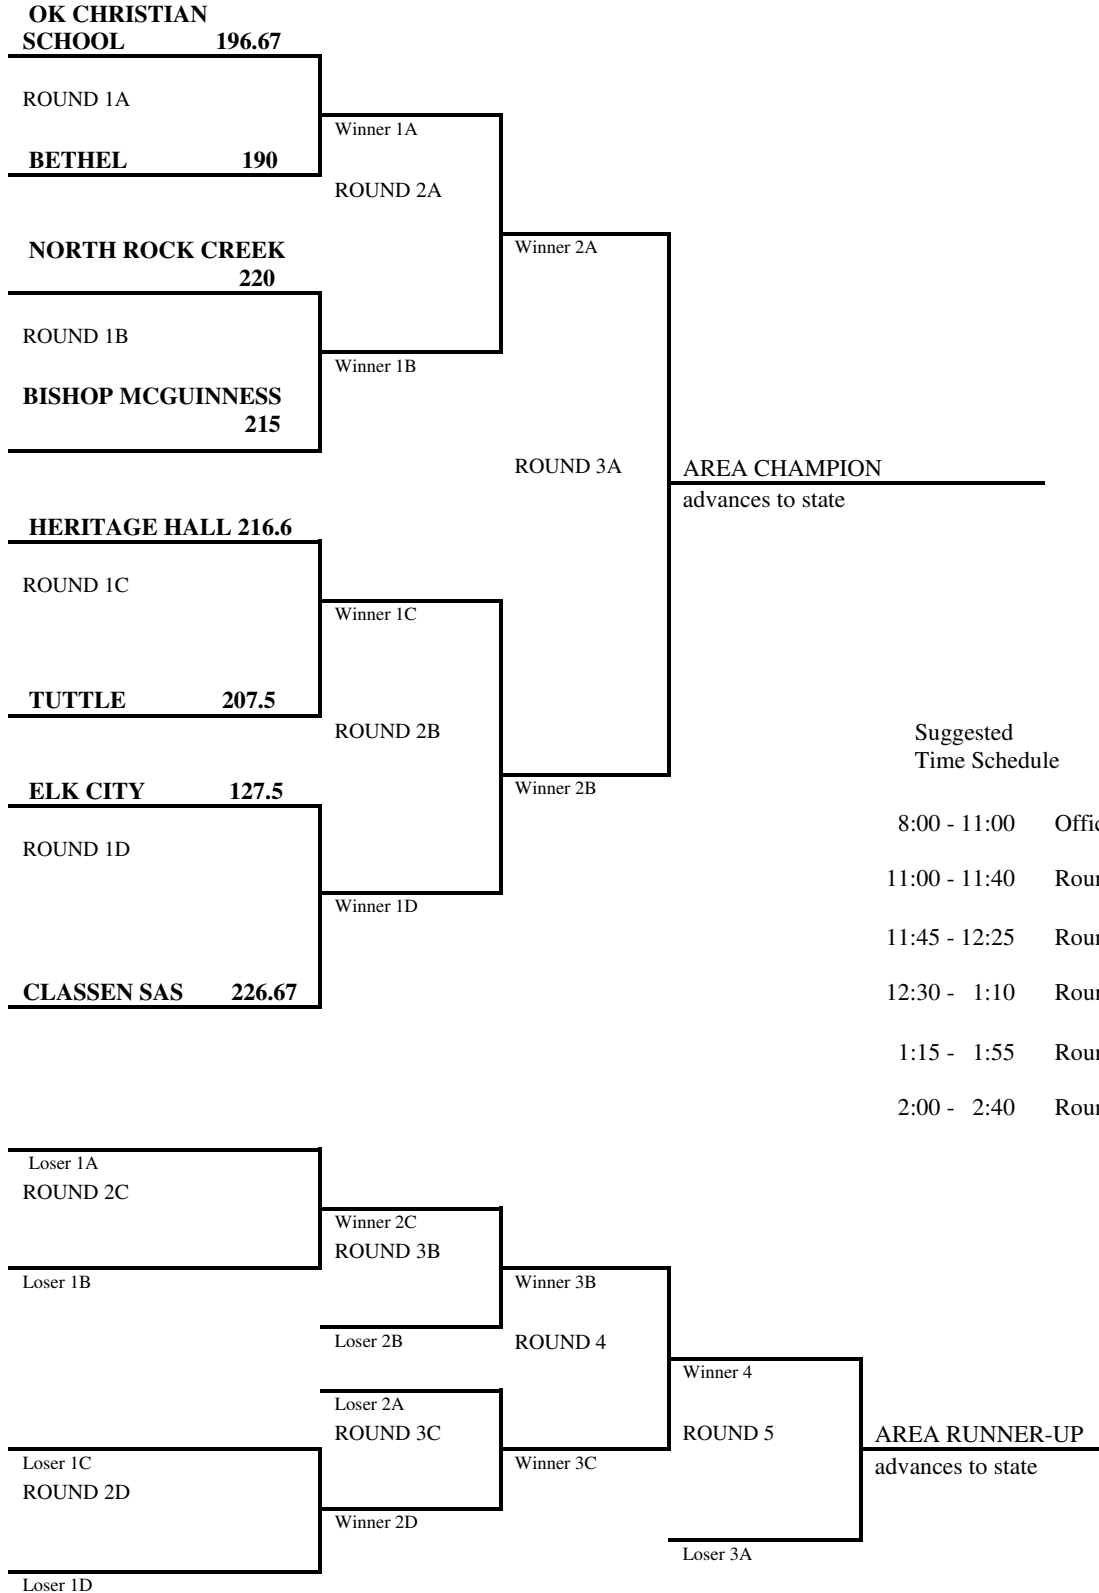 OK CHRISTIAN
SCHOOL 196.67
ROUND 1A
Winner 1A
BETHEL 190
ROUND 2A
NORTH ROCK CREEK
220
Winner 2A
ROUND 1B
Winner 1B
BISHOP MCGUINNESS
215
ROUND 3A
AREA CHAMPION
advances to state
HERITAGE HALL 216.6
ROUND 1C
Winner 1C
TUTTLE 207.5
ROUND 2B
Suggested
Time Schedule
ELK CITY 127.5
Winner 2B
8:00 - 11:00
ROUND 1D
11:00 - 11:40
Winner 1D
11:45 - 12:25
CLASSEN SAS 226.67
12:30 - 1:10
1:15 - 1:55
2:00 - 2:40
Loser 1A
ROUND 2C
Winner 2C
ROUND 3B
Loser 1B
Winner 3B
Loser 2B
ROUND 4
Winner 4
Loser 2A
ROUND 3C
ROUND 5
AREA RUNNER-UP
advances to state
Loser 1C
Winner 3C
ROUND 2D
Winner 2D
Loser 3A
Loser 1D